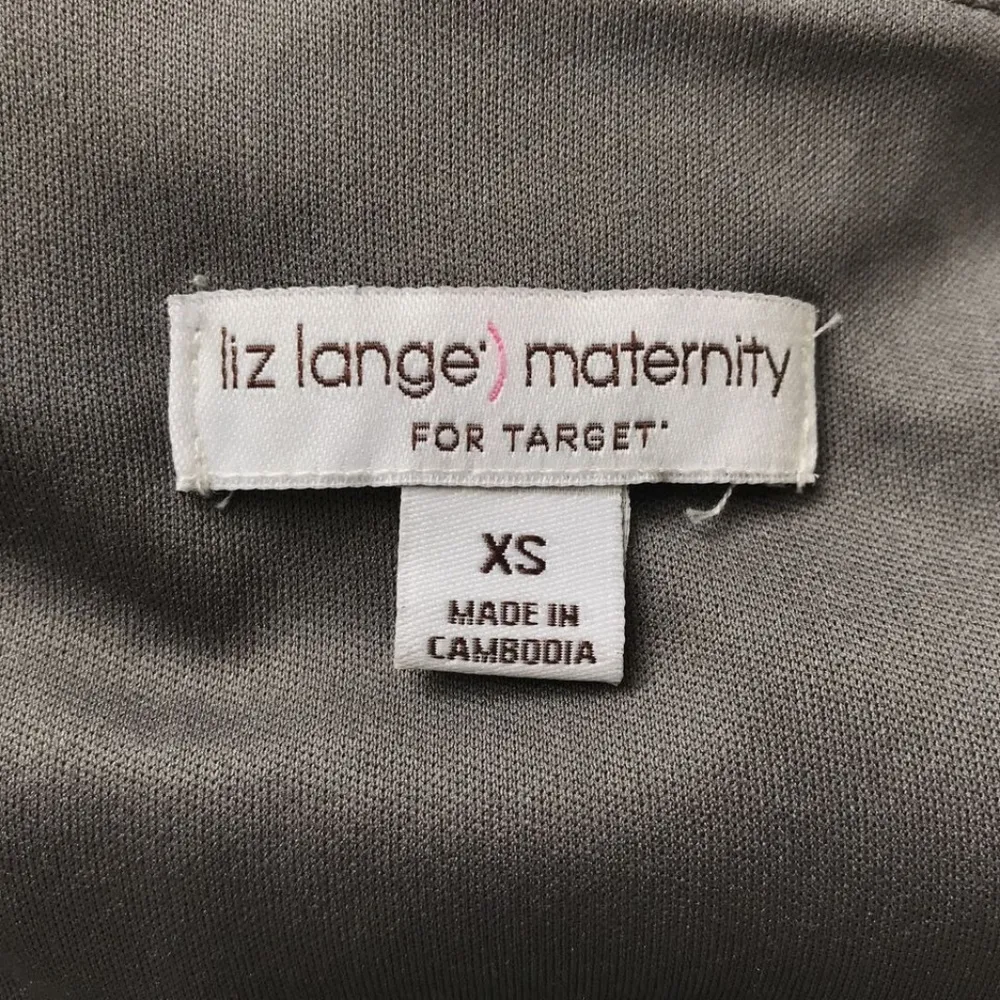 liz lange) maternity
FOR TARGET
XS
MADE IN
CAMBODIA